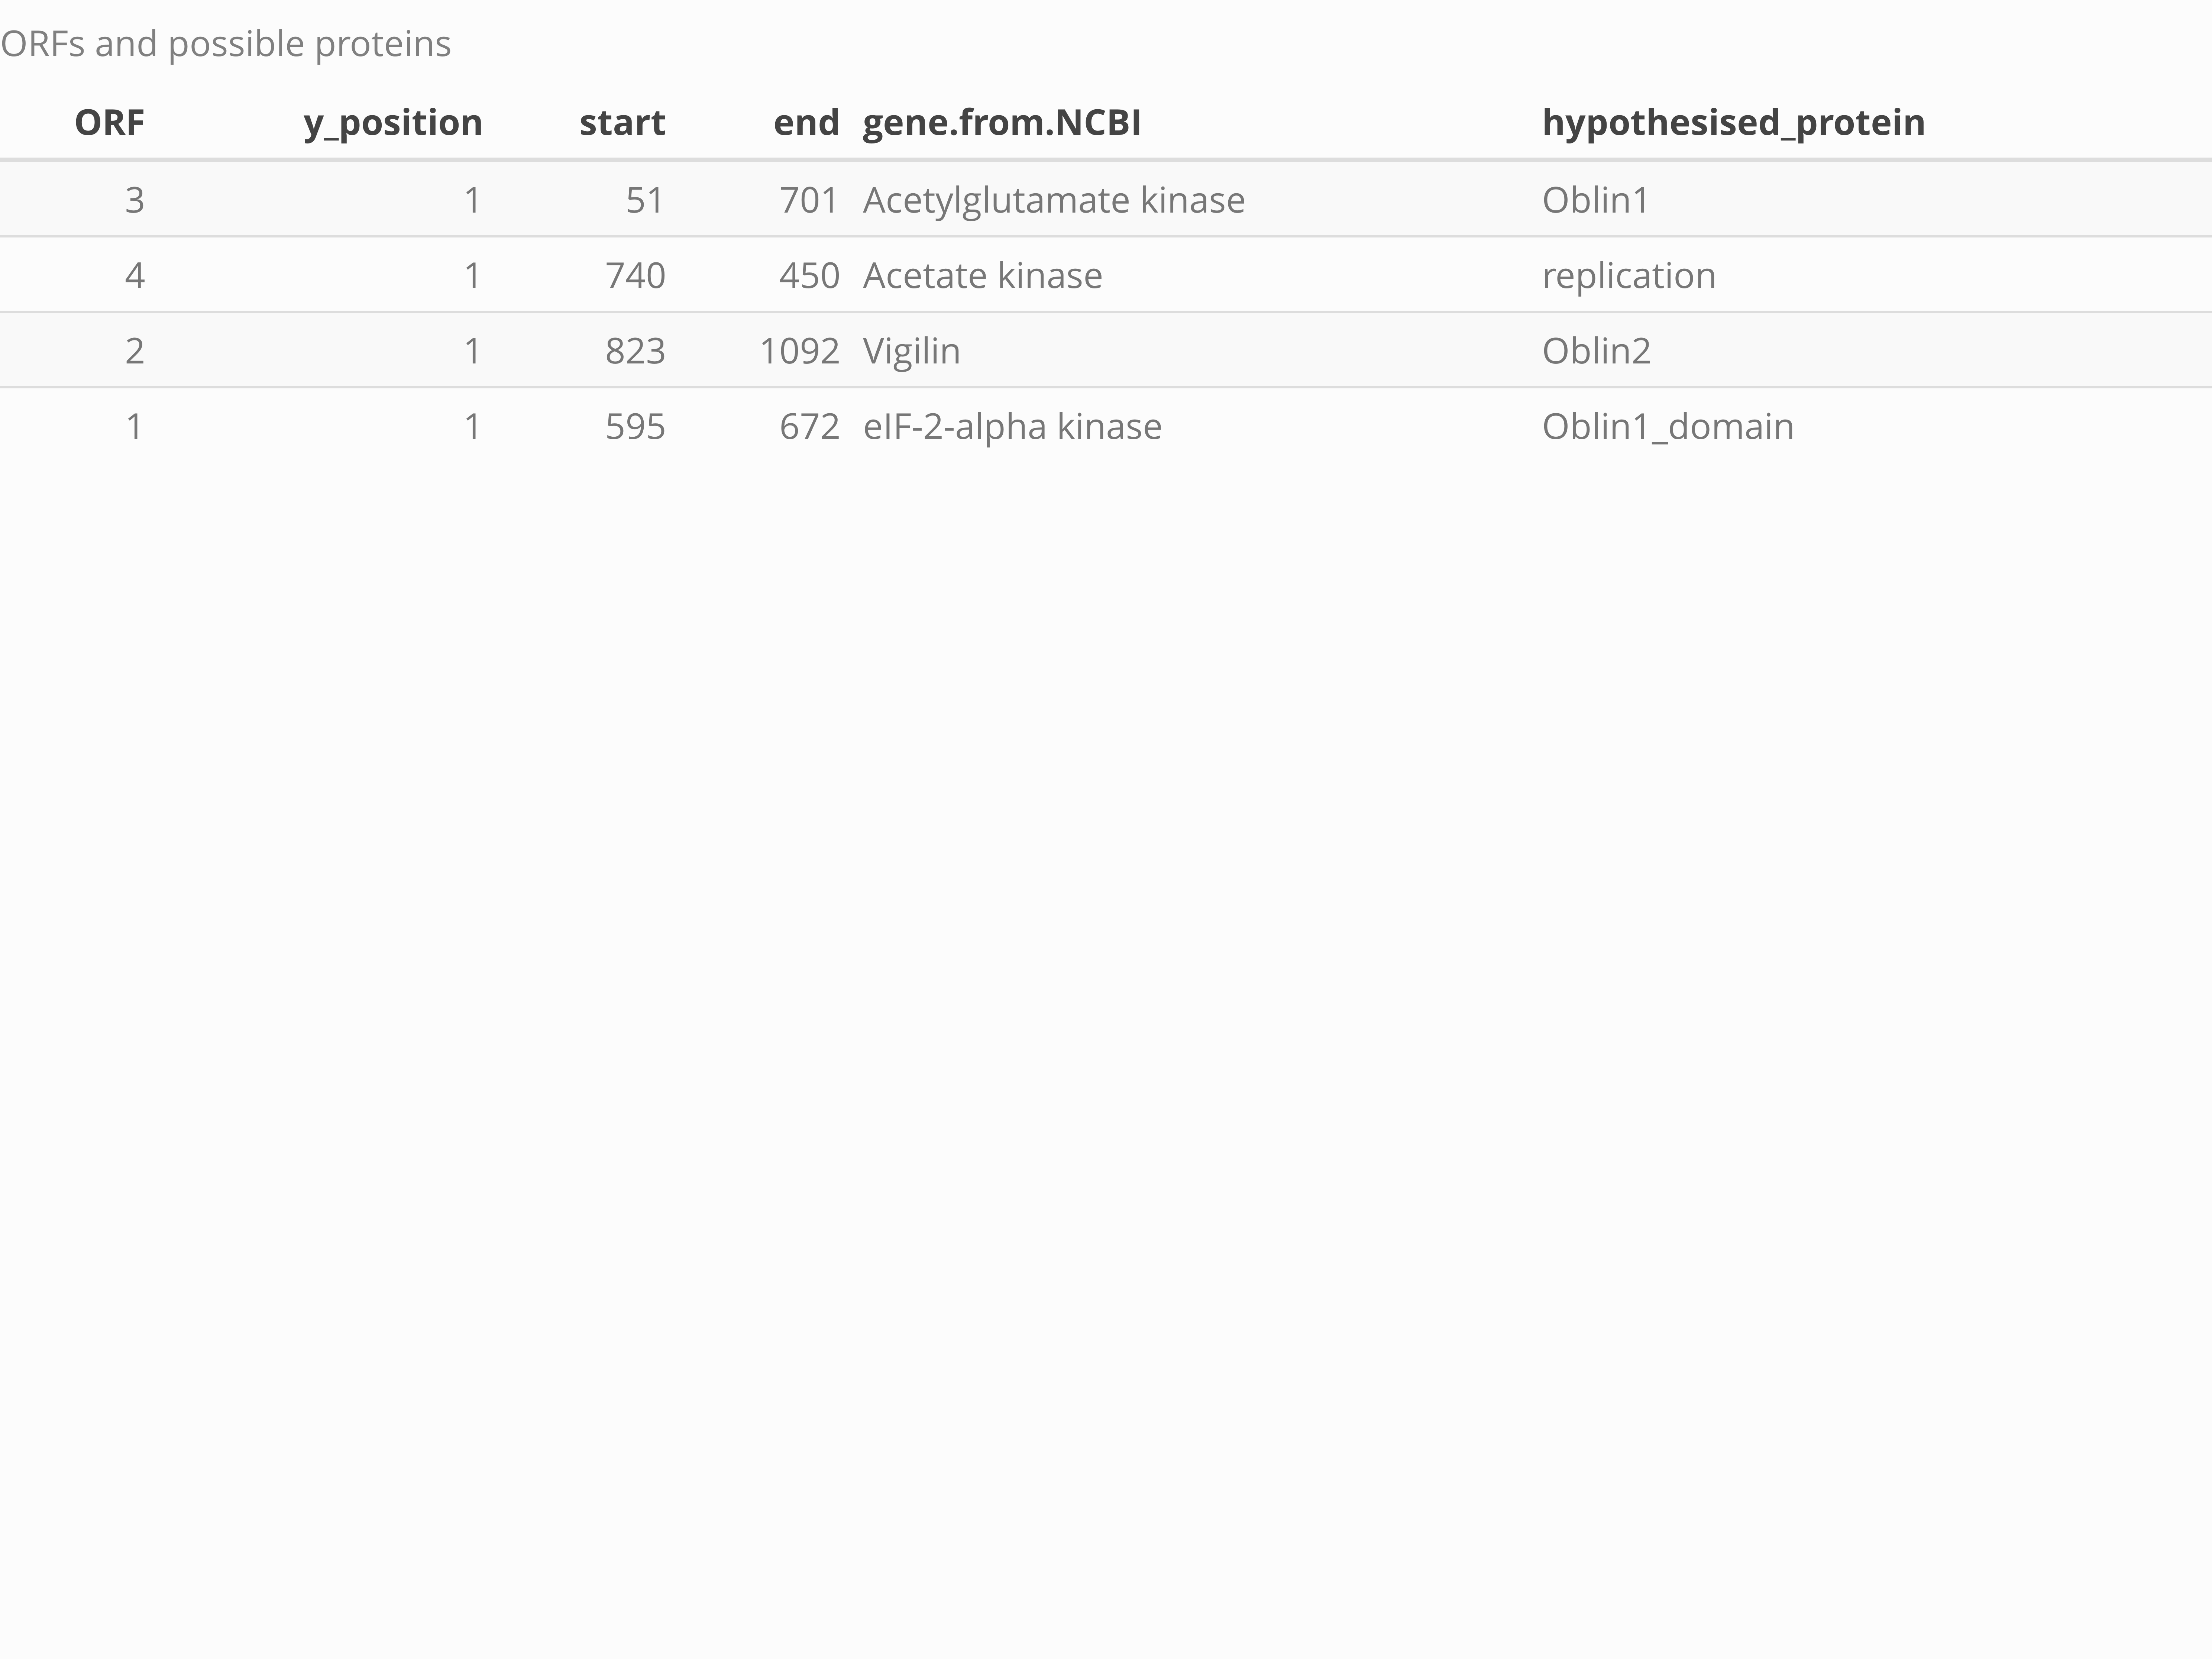 ORFs and possible proteins
ORF y_position start end gene.from.NCBI hypothesised_protein
3 1 51 701 Acetylglutamate kinase Oblin1
4 1 740 450 Acetate kinase replication
2 1 823 1092 Vigilin Oblin2
1 1 595 672 eIF-2-alpha kinase Oblin1_domain